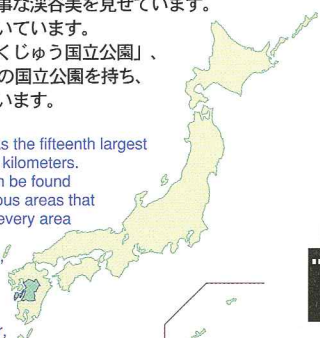 事な渓谷美を見せています。
いています。
くじゅう国立公園」、
の国立公園を持ち、
います。
as the fifteenth largest
kilometers.
n be found
ous areas that
every area